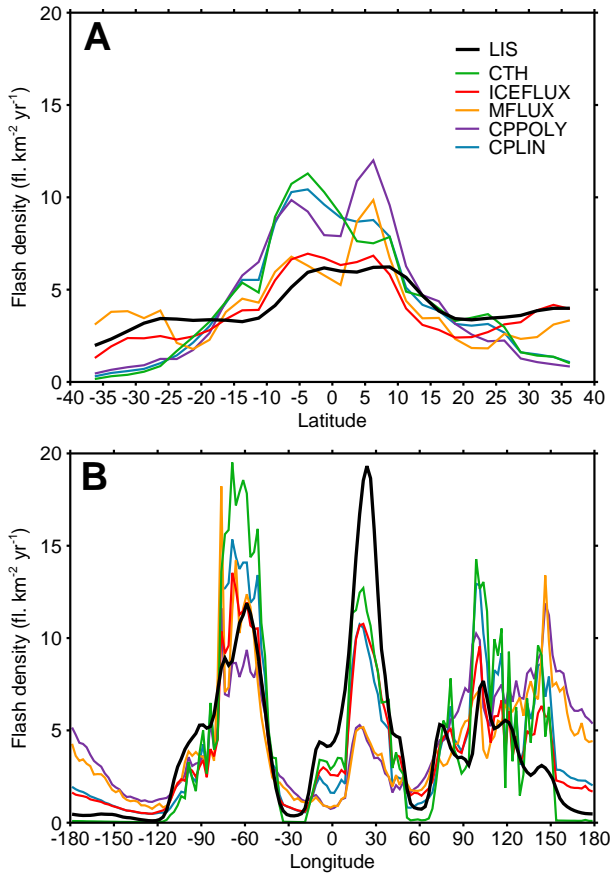 A
LIS
CTH
ICEFLUX
MFLUX
CPPOLY
CPLIN
Flash density (fl. km-2 yr-1)
20
15
10
5
0
-40 -35 -30 -25 -20 -15 -10 -5 0 5 10 15 20 25 30 35 40
Latitude
B
Flash density (fl. km-2 yr-1)
20
15
10
5
0
-180 -150 -120 -90 -60 -30 0 30 60 90 120 150 180
Longitude